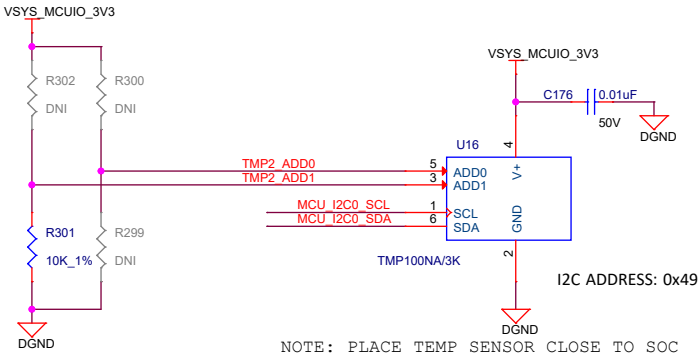 VSYS_MCUIO_3V3
R302
DNI
R300
DNI
VSYS_MCUIO_3V3
C176
0.01uF
50V
DGND
U16
4
V+
TMP2_ADD0
5
ADD0
TMP2_ADD1
3
ADD1
MCU_I2C0_SCL
1
SCL
MCU_I2C0_SDA
6
SDA
GND
2
R301
10K_1%
R299
DNI
TMP100NA/3K
I2C ADDRESS: 0x49
DGND
DGND
NOTE: PLACE TEMP SENSOR CLOSE TO SOC